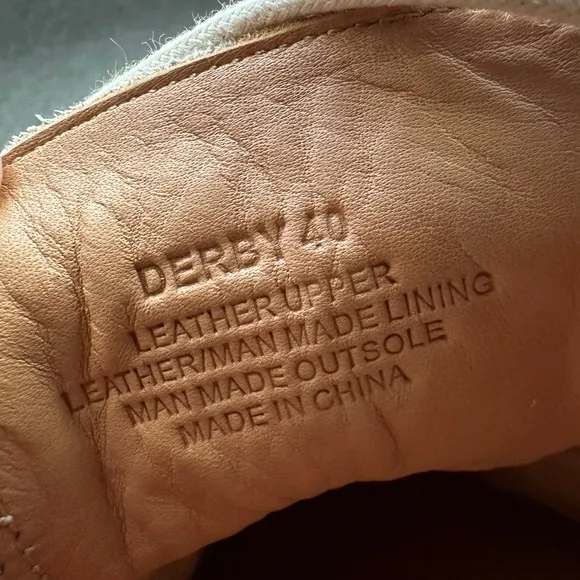 DERBY 40
LEATHER UPPER
LEATHER/MAN MADE LINING
MAN MADE OUTSOLE
MADE IN CHINA